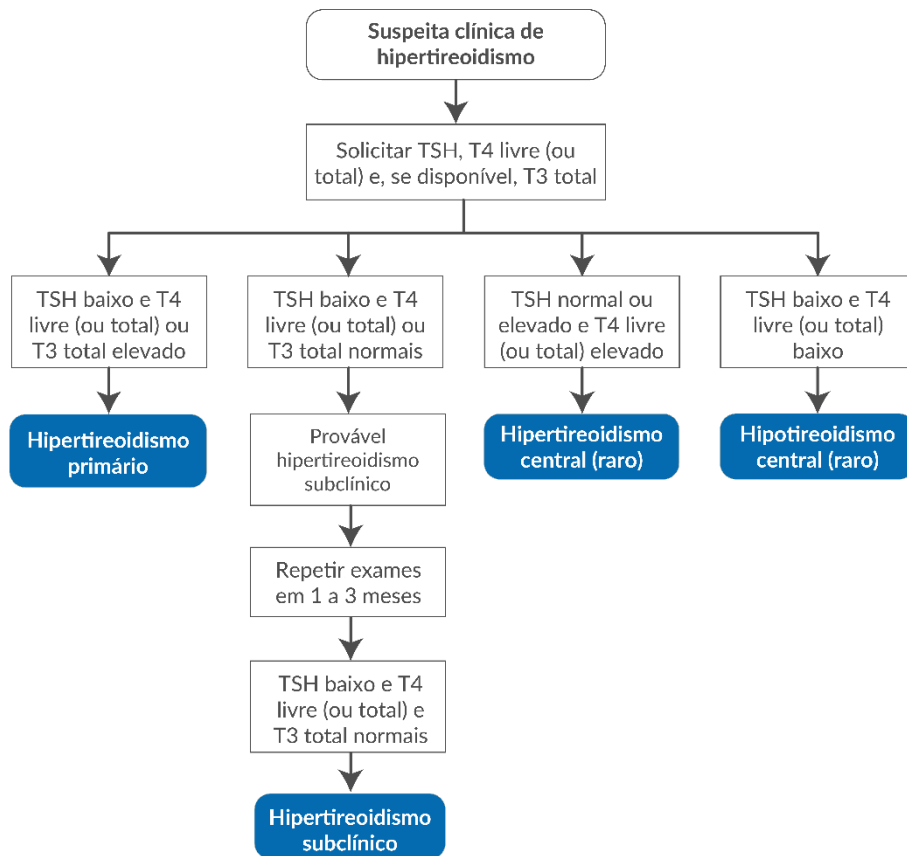 Suspeita clínica de
hipertireoidismo
Solicitar TSH, T4 livre (ou
total) e, se disponível, T3 total
TSH baixo e T4
livre (ou total) ou
T3 total elevado
Hipertireoidismo
primário
TSH baixo e T4
livre (ou total) ou
T3 total normais
Provável
hipertireoidismo
subclínico
Repetir exames
em 1 a 3 meses
TSH baixo e T4
livre (ou total) e
T3 total normais
Hipertireoidismo
subclínico
TSH normal ou
elevado e T4 livre
(ou total) elevado
Hipertireoidismo
central (raro)
TSH baixo e T4
livre (ou total)
baixo
Hipotireoidismo
central (raro)